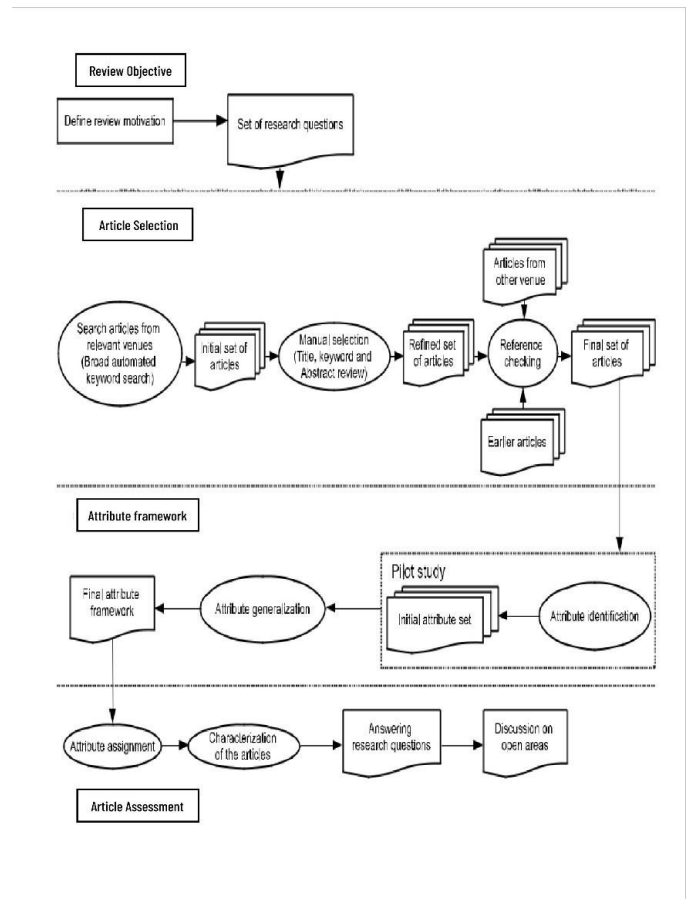 Review Objective
Define review motivation
Set of research questions
Article Selection
Articles from
other venue
Search articles from
relevant venues
(Broad automated
keyword search)
Initial set of
articles
Manual selection
(Title, keyword and
Abstract review)
Refined set
of articles
Reference
checking
Final set of
articles
Earlier articles
Attribute framework
Pilot study
Final attribute
framework
Attribute generalization
Initial attribute set
Attribute identification
Attribute assignment
Characterization
of the articles
Answering
research questions
Discussion on
open areas
Article Assessment